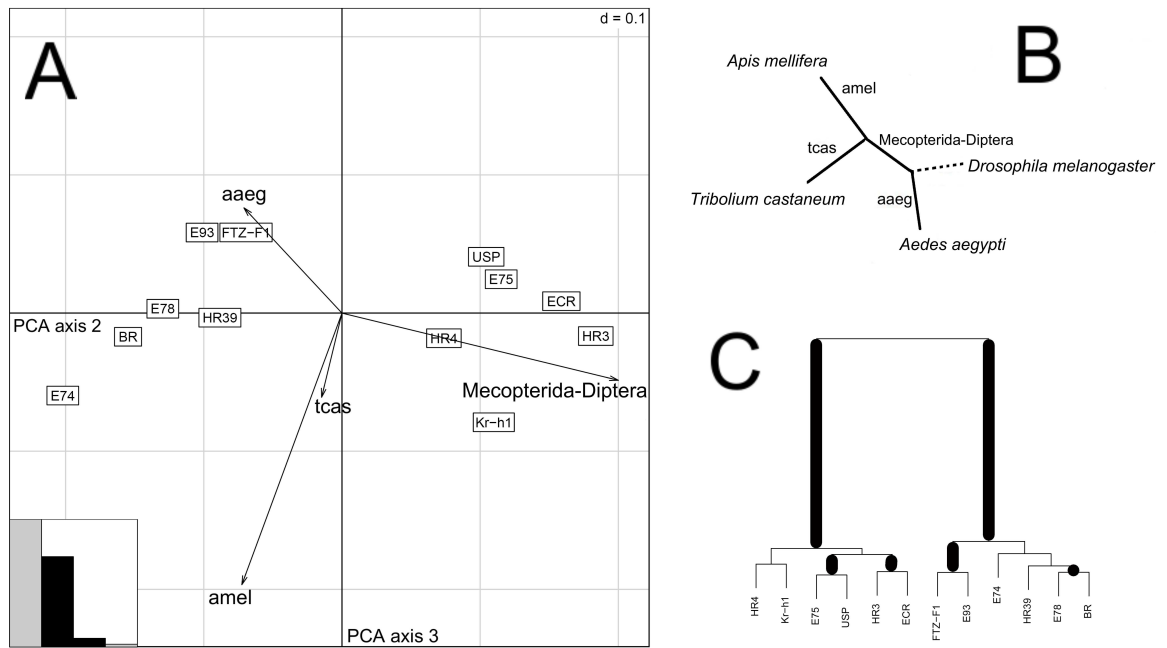 A
d = 0.1
aaeg
E93
FTZ−F1
USP
E75
ECR
E78
HR39
PCA axis 2
BR
HR4
HR3
Mecopterida-Diptera
E74
tcas
Kr−h1
amel
PCA axis 3
B
Apis mellifera
amel
Mecopterida-Diptera
tcas
Drosophila melanogaster
Tribolium castaneum
aaeg
Aedes aegypti
C
HR4
Kr−h1
E75
USP
HR3
ECR
FTZ−F1
E93
E74
HR39
E78
BR